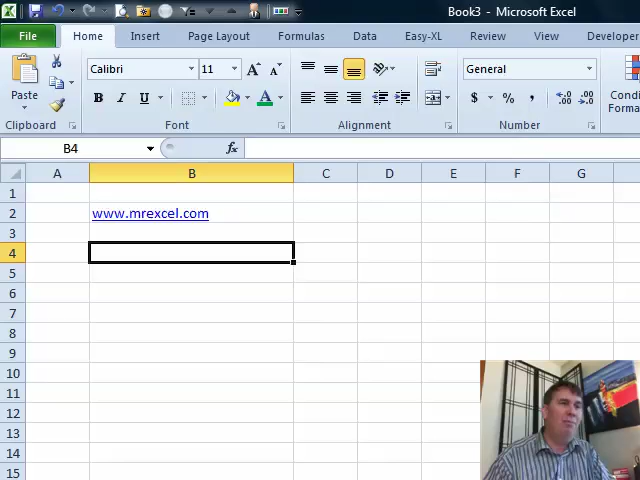 Book3 - Microsoft Excel
File Home Insert Page Layout Formulas Data Easy-XL Review View Developer
Paste Calibri 11 General
B I U $ % ,
Clipboard Font Alignment Number
B4 fx
A B C D E F G
1
2 www.mrexcel.com
3
4
5
6
7
8
9
10
11
12
13
14
15